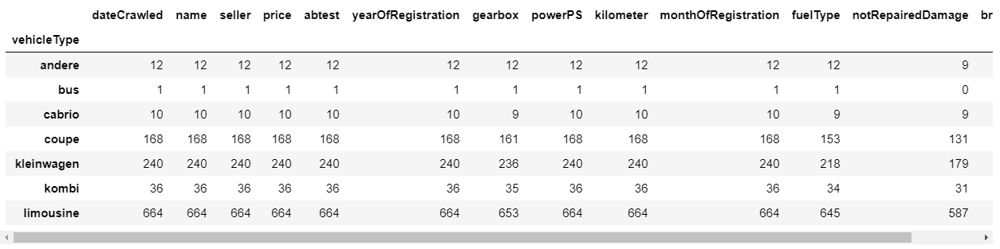 dateCrawled name seller price abtest yearOfRegistration gearbox powerPS kilometer monthOfRegistration fuelType notRepairedDamage br
vehicleType
andere 12 12 12 12 12 12 12 12 12 12 12 9
bus 1 1 1 1 1 1 1 1 1 1 1 0
cabrio 10 10 10 10 10 10 9 10 10 10 9 9
coupe 168 168 168 168 168 168 161 168 168 168 153 131
kleinwagen 240 240 240 240 240 240 236 240 240 240 218 179
kombi 36 36 36 36 36 36 35 36 36 36 34 31
limousine 664 664 664 664 664 664 653 664 664 664 645 587